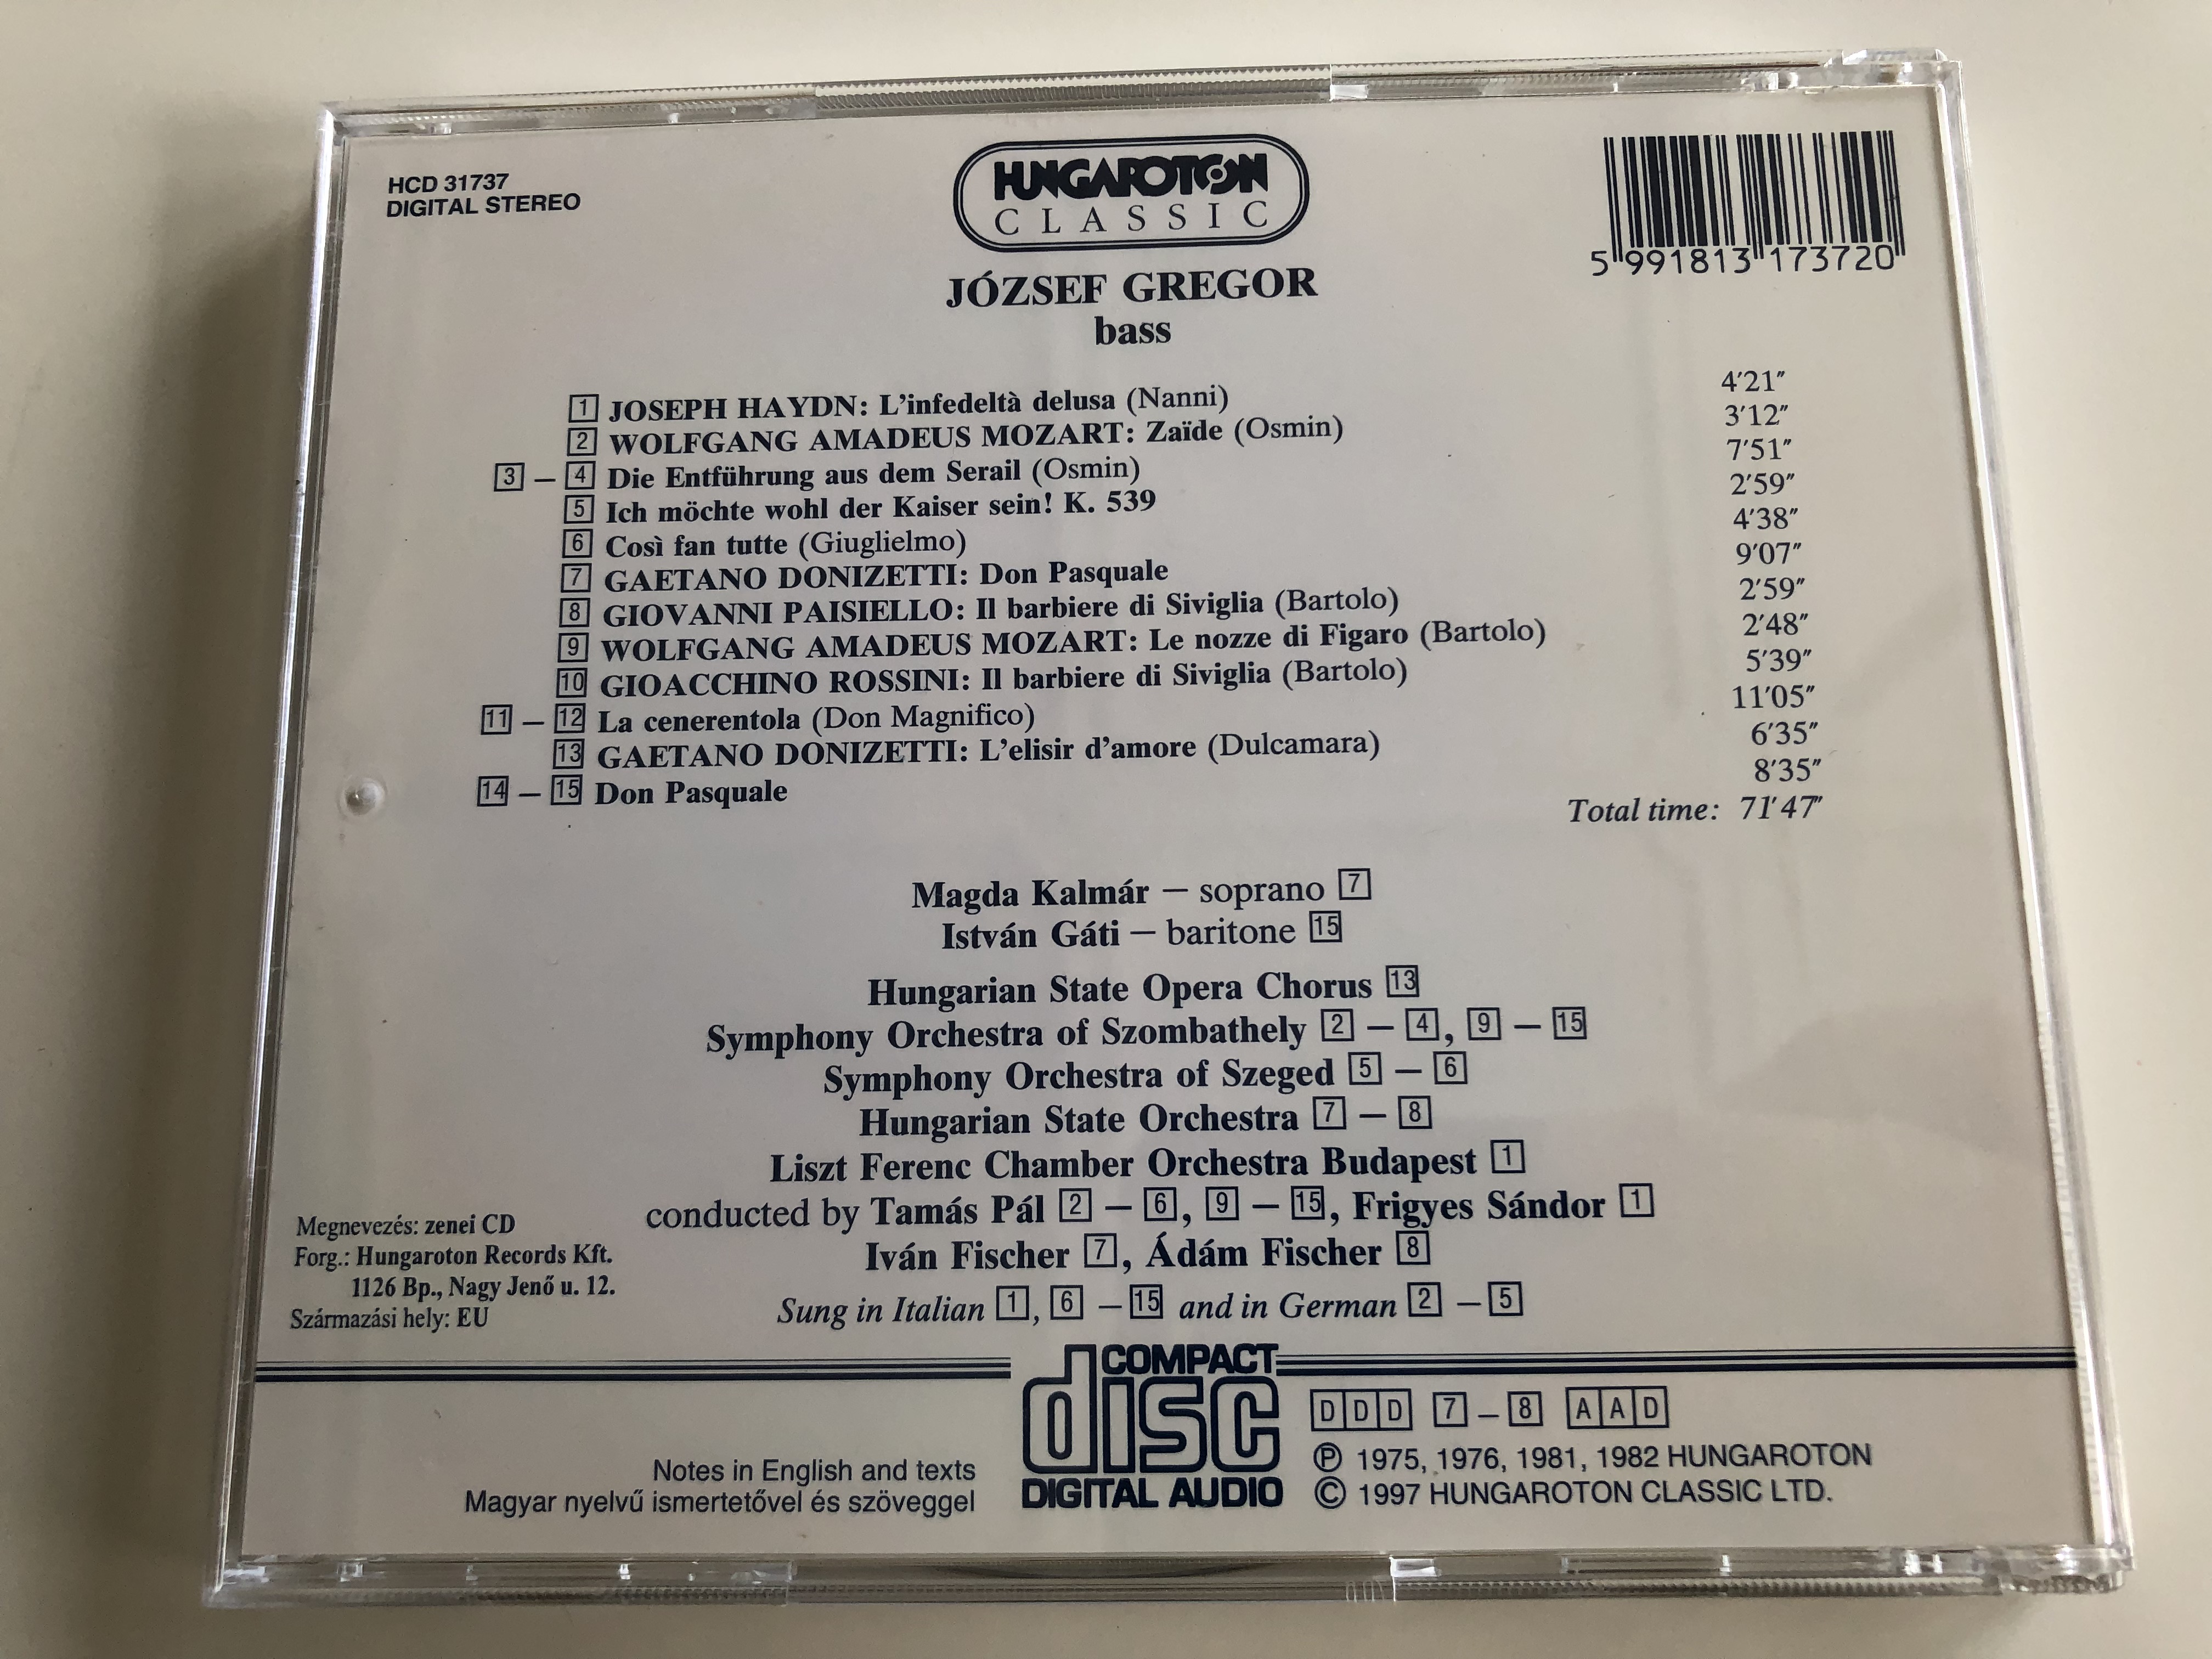 HCD 31737
DIGITAL STEREO
HUNGAROTON
CLASSIC
5 991813 173720
JÓZSEF GREGOR
bass
1 JOSEPH HAYDN: L'infedeltà delusa (Nanni) 4'21"
2 WOLFGANG AMADEUS MOZART: Zaïde (Osmin) 3'12"
3 – 4 Die Entführung aus dem Serail (Osmin) 7'51"
5 Ich möchte wohl der Kaiser sein! K. 539 2'59"
6 Così fan tutte (Giuglielmo) 4'38"
7 GAETANO DONIZETTI: Don Pasquale 9'07"
8 GIOVANNI PAISIELLO: Il barbiere di Siviglia (Bartolo) 2'59"
9 WOLFGANG AMADEUS MOZART: Le nozze di Figaro (Bartolo) 2'48"
10 GIOACCHINO ROSSINI: Il barbiere di Siviglia (Bartolo) 5'39"
11 – 12 La cenerentola (Don Magnifico) 11'05"
13 GAETANO DONIZETTI: L'elisir d'amore (Dulcamara) 6'35"
14 – 15 Don Pasquale 8'35"
Total time: 71'47"
Magda Kalmár – soprano 7
István Gáti – baritone 15
Hungarian State Opera Chorus 13
Symphony Orchestra of Szombathely 2 – 4, 9 – 15
Symphony Orchestra of Szeged 5 – 6
Hungarian State Orchestra 7 – 8
Liszt Ferenc Chamber Orchestra Budapest 1
conducted by Tamás Pál 2 – 6, 9 – 15, Frigyes Sándor 1
Iván Fischer 7, Ádám Fischer 8
Sung in Italian 1, 6 – 15 and in German 2 – 5
Megnevezés: zenei CD
Forg.: Hungaroton Records Kft.
1126 Bp., Nagy Jenő u. 12.
Származási hely: EU
COMPACT
disc
DIGITAL AUDIO
DDD 7 – 8 AAD
Ⓟ 1975, 1976, 1981, 1982 HUNGAROTON
© 1997 HUNGAROTON CLASSIC LTD.
Notes in English and texts
Magyar nyelvű ismertetővel és szöveggel